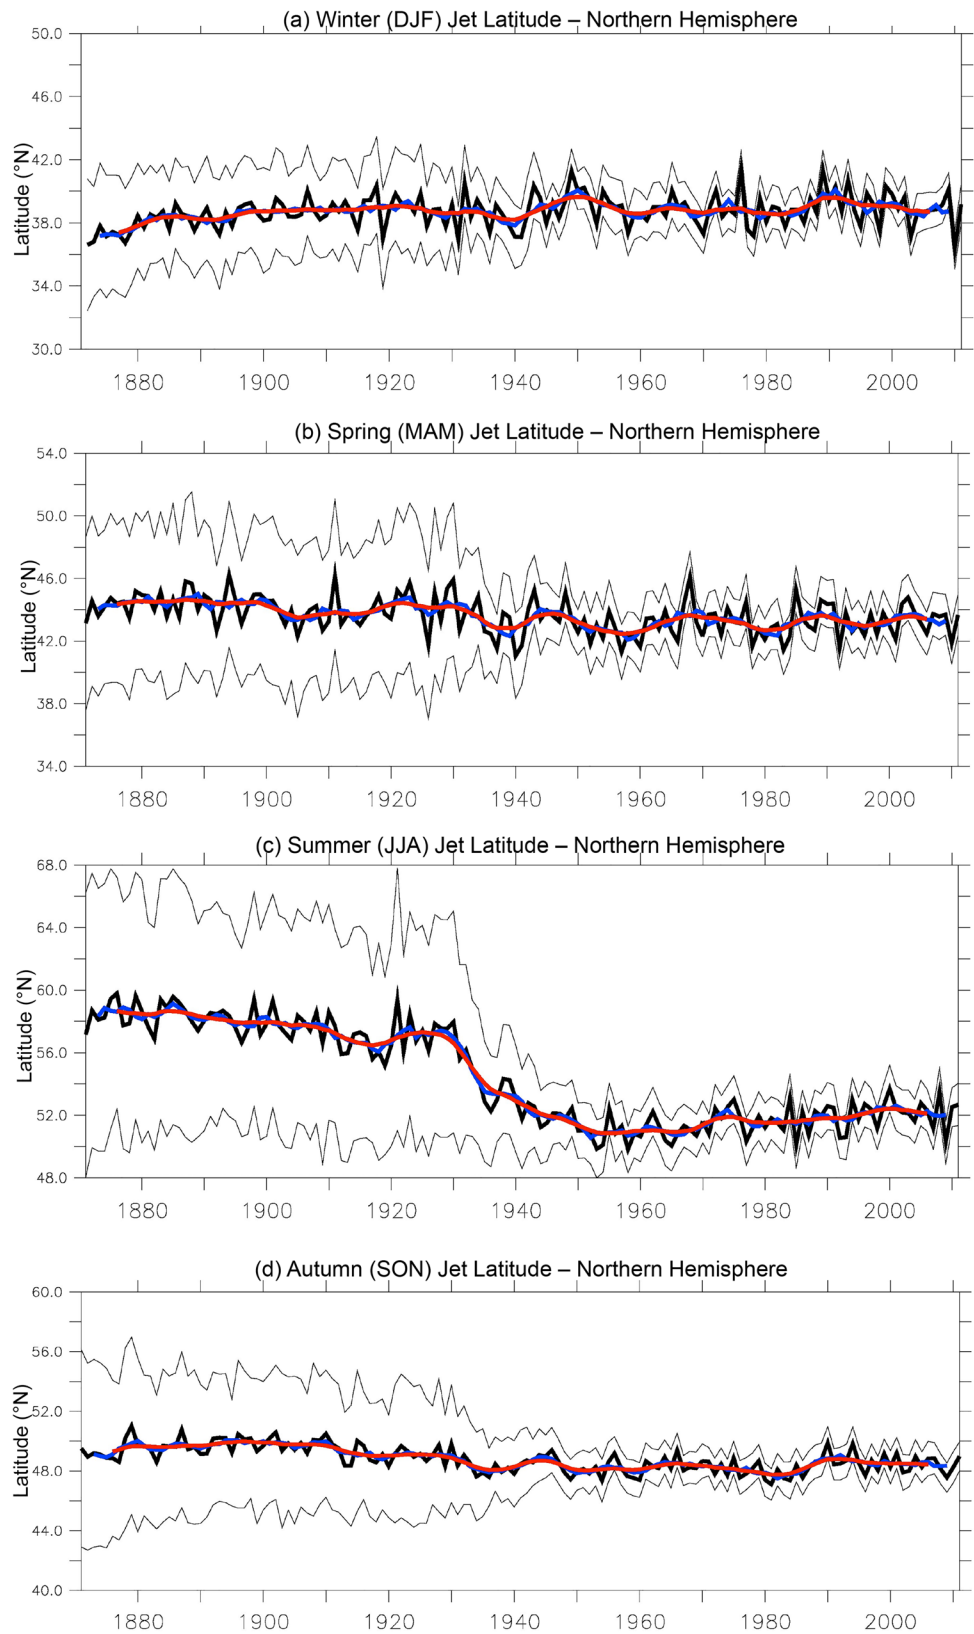 (a) Winter (DJF) Jet Latitude – Northern Hemisphere
50.0
46.0
42.0
38.0
34.0
30.0
Latitude (°N)
1880 1900 1920 1940 1960 1980 2000
(b) Spring (MAM) Jet Latitude – Northern Hemisphere
54.0
50.0
46.0
42.0
38.0
34.0
Latitude (°N)
1880 1900 1920 1940 1960 1980 2000
(c) Summer (JJA) Jet Latitude – Northern Hemisphere
68.0
64.0
60.0
56.0
52.0
48.0
Latitude (°N)
1880 1900 1920 1940 1960 1980 2000
(d) Autumn (SON) Jet Latitude – Northern Hemisphere
60.0
56.0
52.0
48.0
44.0
40.0
Latitude (°N)
1880 1900 1920 1940 1960 1980 2000